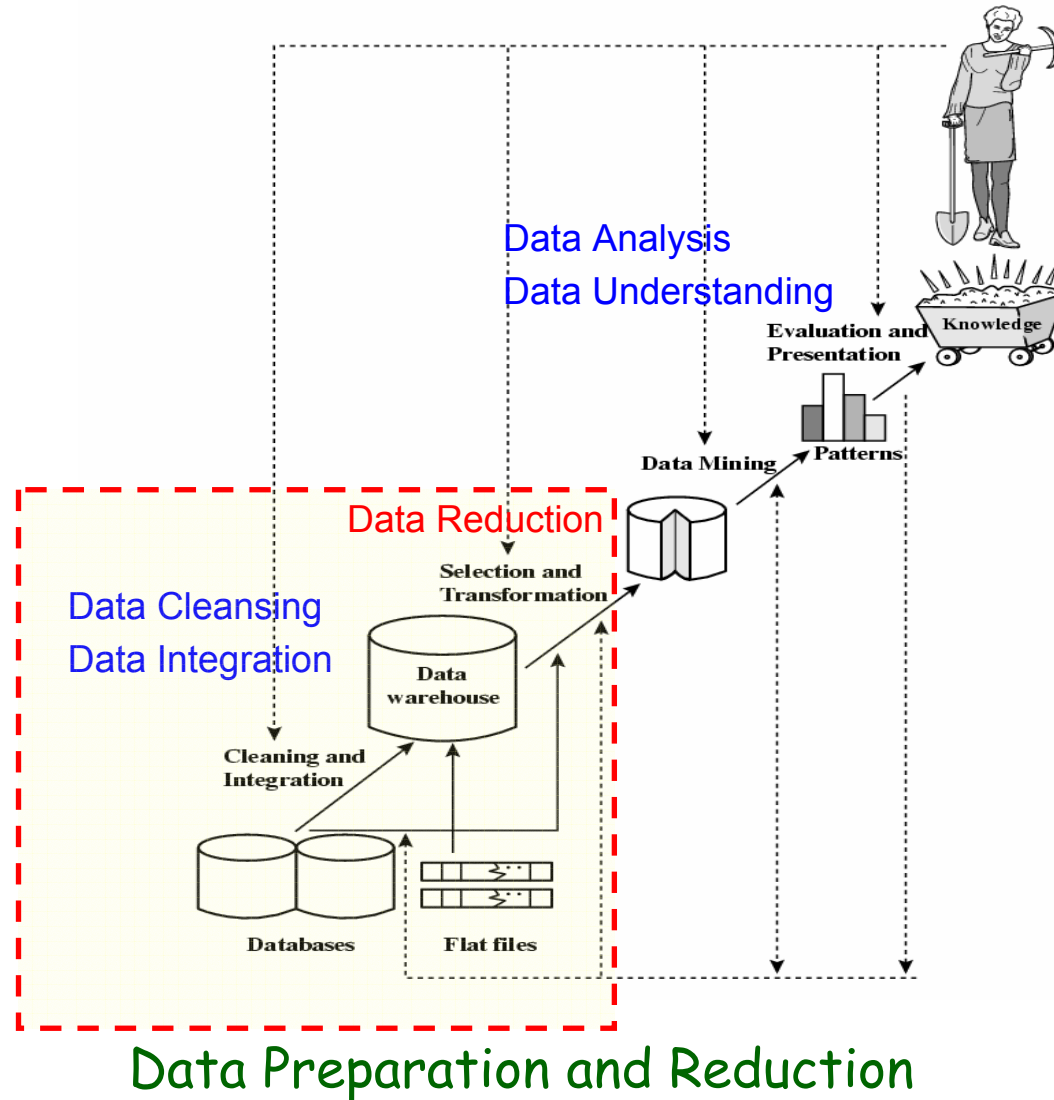 Data Analysis
Data Understanding
Evaluation and
Presentation
Knowledge
Data Mining
Patterns
Data Reduction
Selection and
Transformation
Data Cleansing
Data Integration
Data
warehouse
Cleaning and
Integration
Databases
Flat files
Data Preparation and Reduction